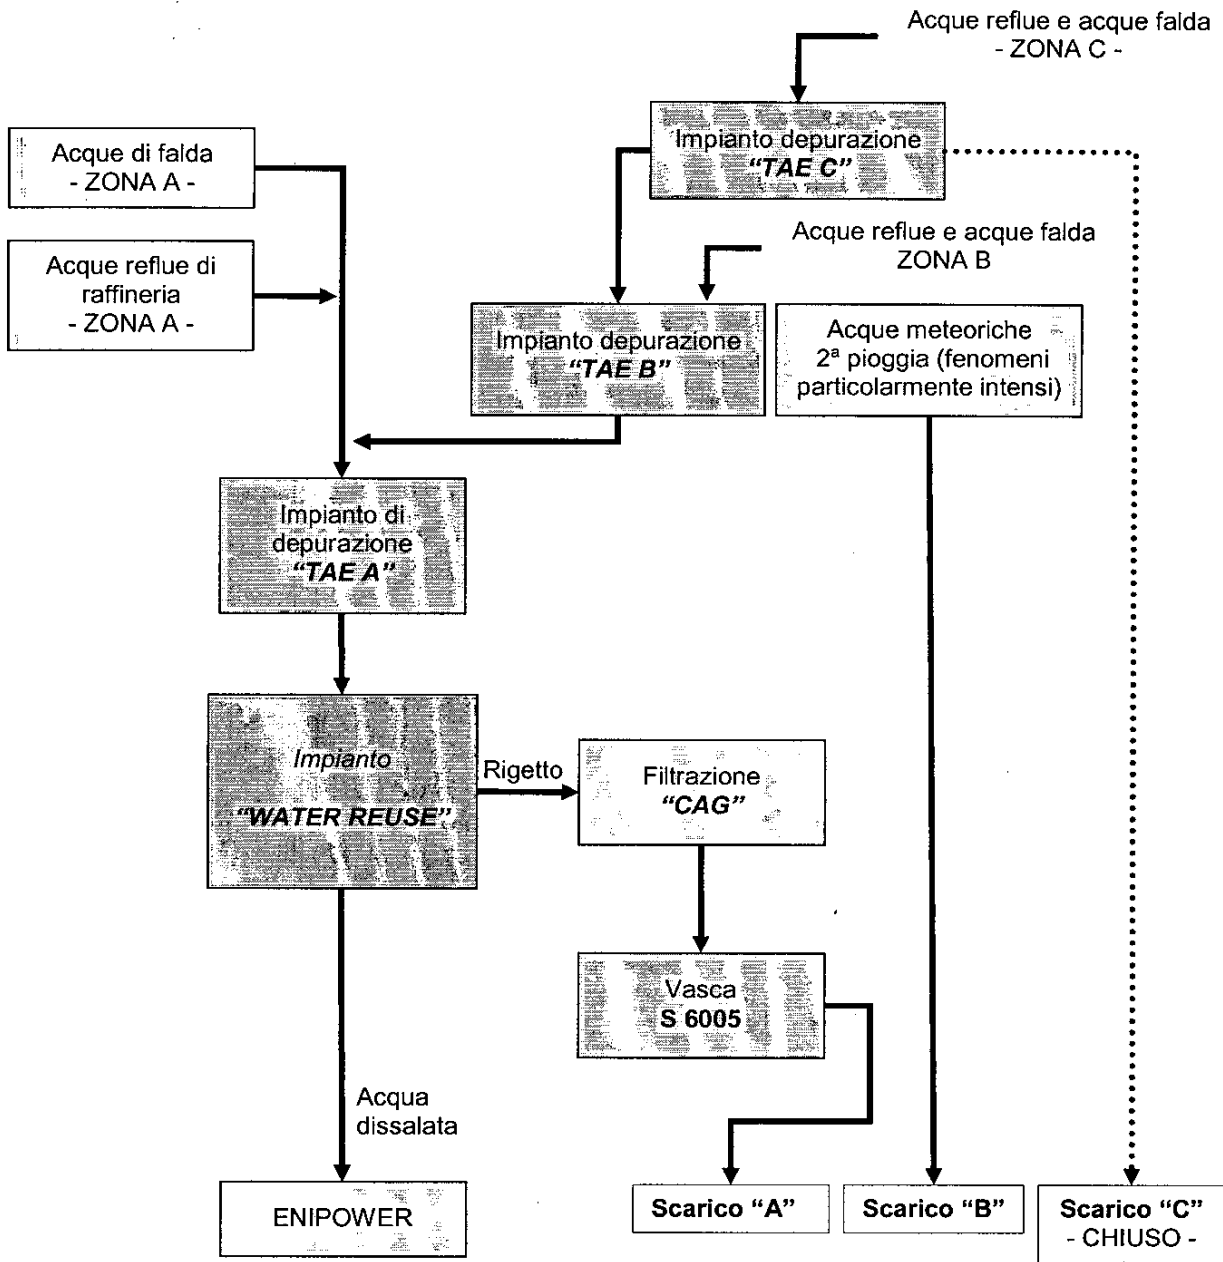 Acque reflue e acque falda
- ZONA C -
Impianto depurazione
“TAE C”
Acque di falda
- ZONA A -
Acque reflue di
raffineria
- ZONA A -
Acque reflue e acque falda
ZONA B
Impianto depurazione
“TAE B”
Acque meteoriche
2ª pioggia (fenomeni
particolarmente intensi)
Impianto di
depurazione
“TAE A”
Impianto
“WATER REUSE”
Rigetto
Filtrazione
“CAG”
Vasca
S 6005
Acqua
dissalata
ENIPOWER
Scarico “A”
Scarico “B”
Scarico “C”
- CHIUSO -